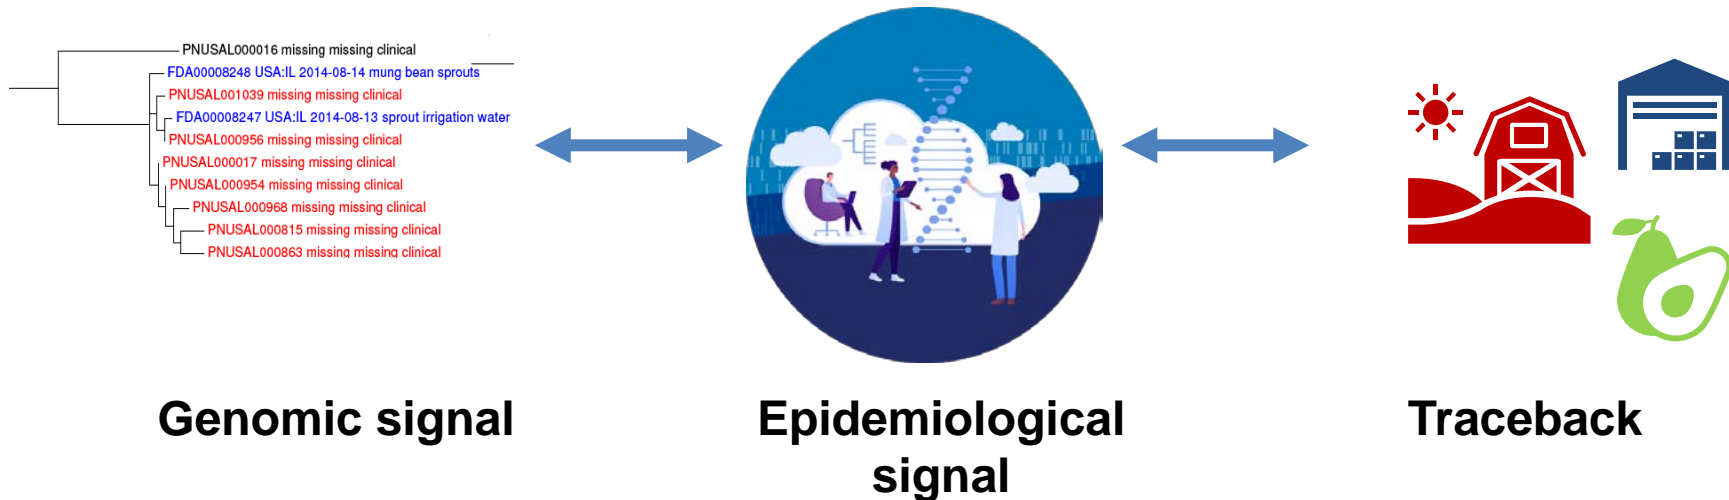 PNUSAL000016 missing missing clinical
FDA00008248 USA:IL 2014-08-14 mung bean sprouts
PNUSAL001039 missing missing clinical
FDA00008247 USA:IL 2014-08-13 sprout irrigation water
PNUSAL000956 missing missing clinical
PNUSAL000017 missing missing clinical
PNUSAL000954 missing missing clinical
PNUSAL000968 missing missing clinical
PNUSAL000815 missing missing clinical
PNUSAL000863 missing missing clinical
Genomic signal
Epidemiological
signal
Traceback